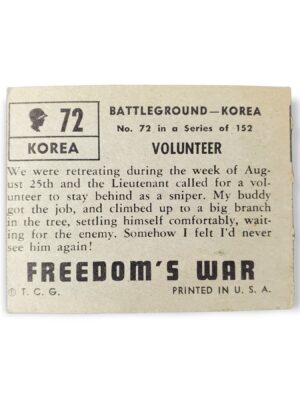 72
KOREA
BATTLEGROUND—KOREA
No. 72 in a Series of 152
VOLUNTEER
We were retreating during the week of Aug-
ust 25th and the Lieutenant called for a vol-
unteer to stay behind as a sniper. My buddy
got the job, and climbed up to a big branch
in the tree, settling himself comfortably, wait-
ing for the enemy. Somehow I felt I'd never
see him again!
FREEDOM'S WAR
© T. C. G.
PRINTED IN U. S. A.